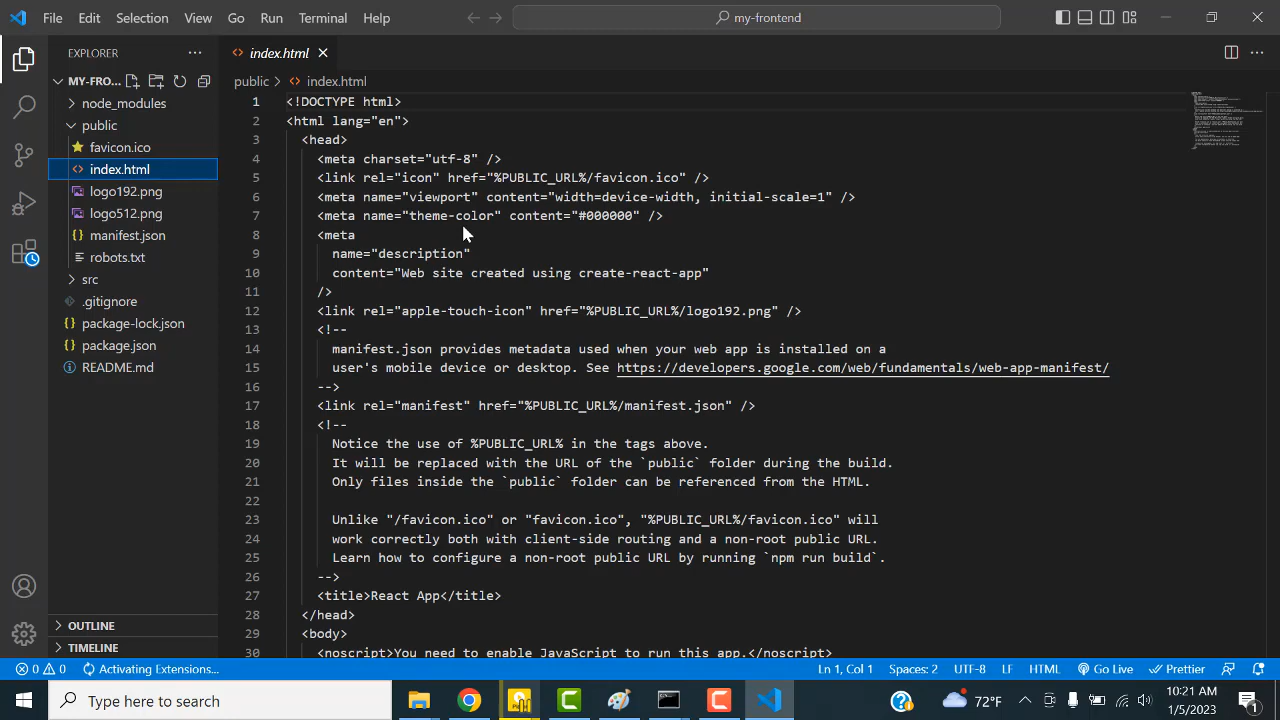 File Edit Selection View Go Run Terminal Help my-frontend
EXPLORER
MY-FRO...
node_modules
public
favicon.ico
index.html
logo192.png
logo512.png
manifest.json
robots.txt
src
.gitignore
package-lock.json
package.json
README.md
OUTLINE
TIMELINE
index.html
public index.html
1 <!DOCTYPE html>
2 <html lang="en">
3 <head>
4 <meta charset="utf-8" />
5 <link rel="icon" href="%PUBLIC_URL%/favicon.ico" />
6 <meta name="viewport" content="width=device-width, initial-scale=1" />
7 <meta name="theme-color" content="#000000" />
8 <meta
9 name="description"
10 content="Web site created using create-react-app"
11 />
12 <link rel="apple-touch-icon" href="%PUBLIC_URL%/logo192.png" />
13 <!--
14 manifest.json provides metadata used when your web app is installed on a
15 user's mobile device or desktop. See https://developers.google.com/web/fundamentals/web-app-manifest/
16 -->
17 <link rel="manifest" href="%PUBLIC_URL%/manifest.json" />
18 <!--
19 Notice the use of %PUBLIC_URL% in the tags above.
20 It will be replaced with the URL of the `public` folder during the build.
21 Only files inside the `public` folder can be referenced from the HTML.
22
23 Unlike "/favicon.ico" or "favicon.ico", "%PUBLIC_URL%/favicon.ico" will
24 work correctly both with client-side routing and a non-root public URL.
25 Learn how to configure a non-root public URL by running `npm run build`.
26 -->
27 <title>React App</title>
28 </head>
29 <body>
30 <noscript>You need to enable JavaScript to run this app.</noscript>
0 0 Activating Extensions... Ln 1, Col 1 Spaces: 2 UTF-8 LF HTML Go Live Prettier
Type here to search
72°F
10:21 AM
1/5/2023
1